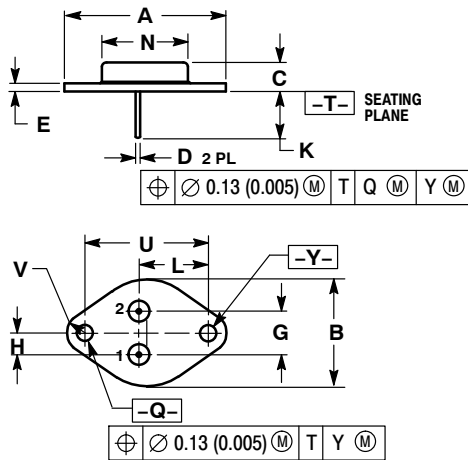 A
N
C
E
–T– SEATING PLANE
K
D 2 PL
⌖ ∅ 0.13 (0.005) Ⓜ T Q Ⓜ Y Ⓜ
U
L
V
–Y–
2
G
B
H
1
–Q–
⌖ ∅ 0.13 (0.005) Ⓜ T Y Ⓜ